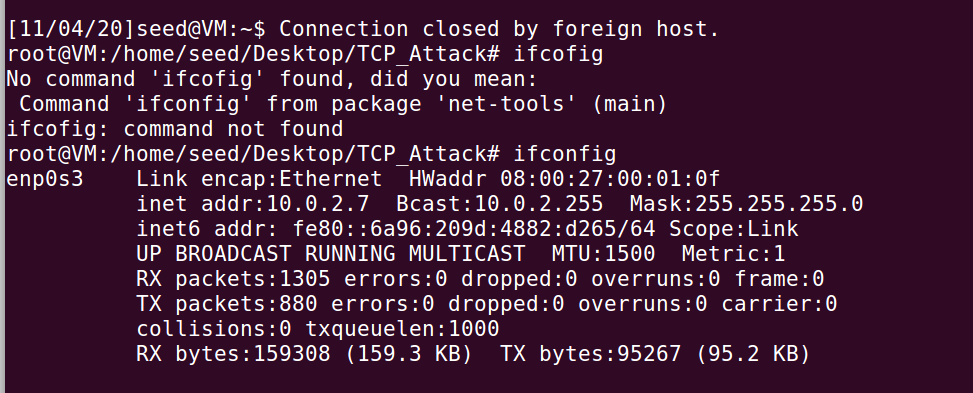 [11/04/20]seed@VM:~$ Connection closed by foreign host.
root@VM:/home/seed/Desktop/TCP_Attack# ifcofig
No command 'ifcofig' found, did you mean:
 Command 'ifconfig' from package 'net-tools' (main)
ifcofig: command not found
root@VM:/home/seed/Desktop/TCP_Attack# ifconfig
enp0s3    Link encap:Ethernet  HWaddr 08:00:27:00:01:0f
          inet addr:10.0.2.7  Bcast:10.0.2.255  Mask:255.255.255.0
          inet6 addr: fe80::6a96:209d:4882:d265/64 Scope:Link
          UP BROADCAST RUNNING MULTICAST  MTU:1500  Metric:1
          RX packets:1305 errors:0 dropped:0 overruns:0 frame:0
          TX packets:880 errors:0 dropped:0 overruns:0 carrier:0
          collisions:0 txqueuelen:1000
          RX bytes:159308 (159.3 KB)  TX bytes:95267 (95.2 KB)